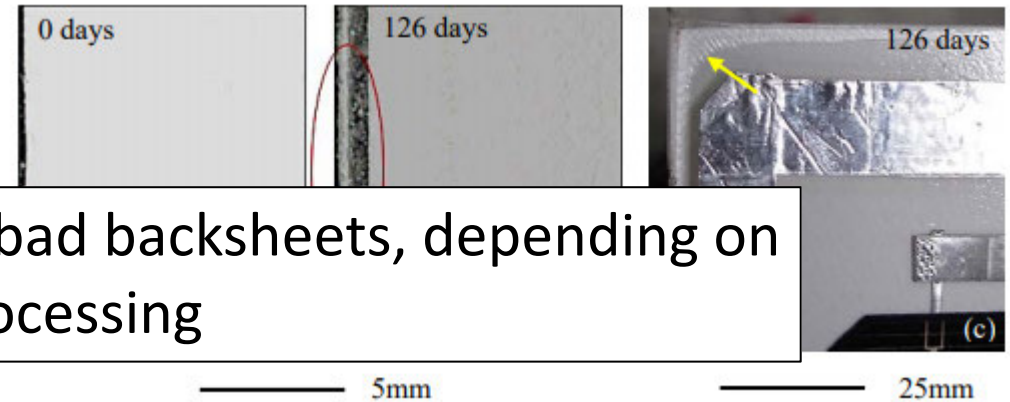 0 days
126 days
126 days
bad backsheets, depending on
ocessing
(c)
5mm
25mm